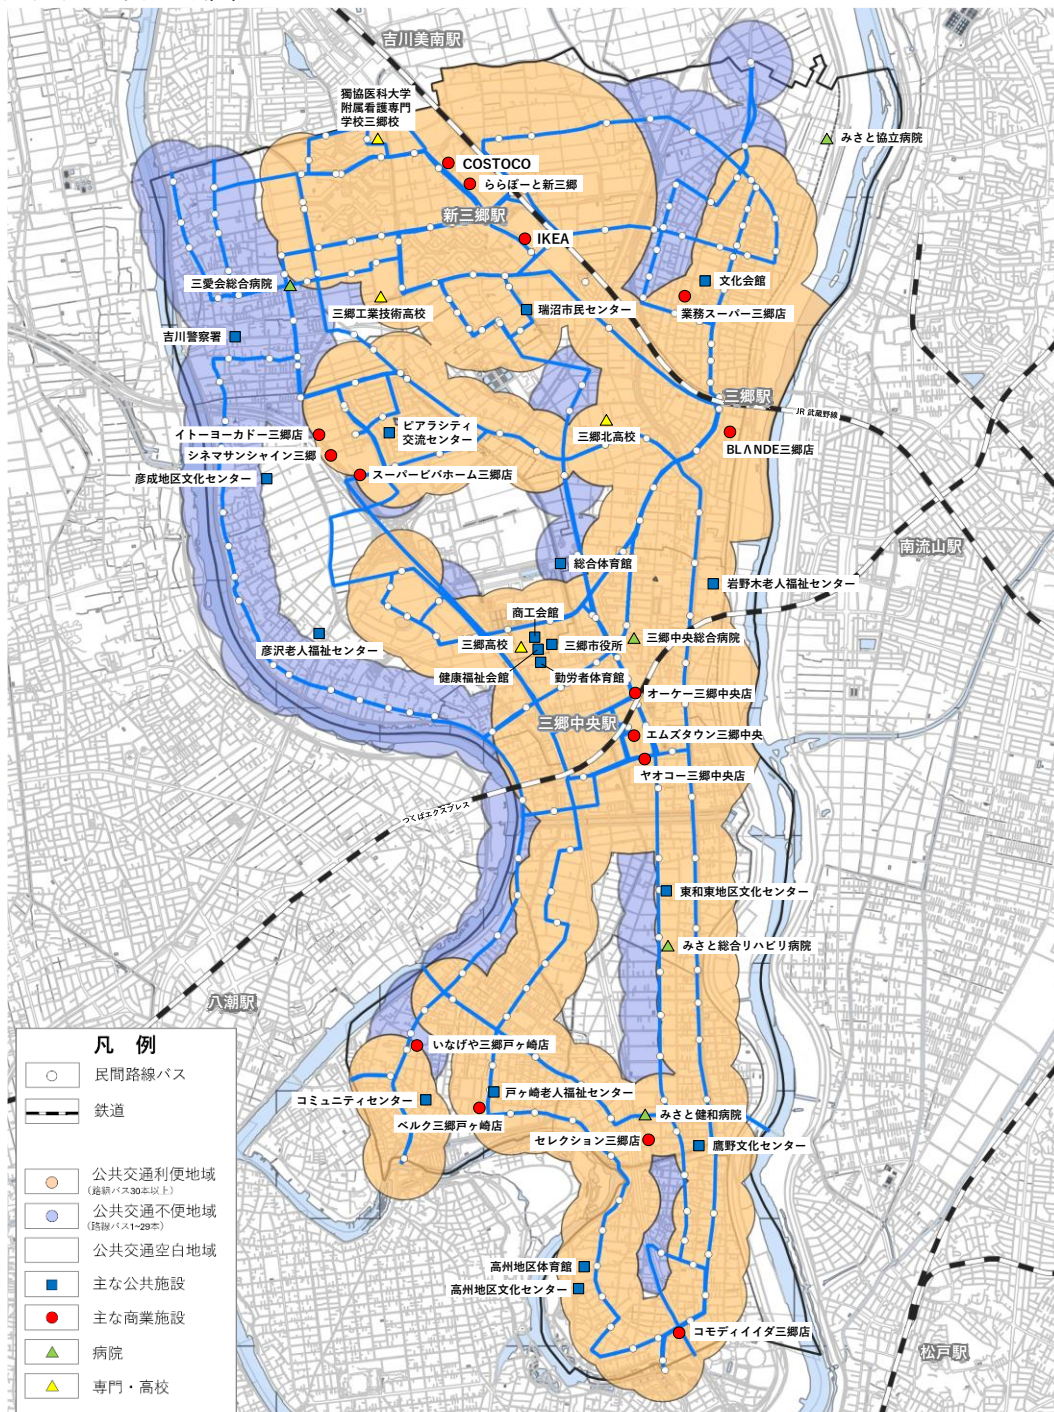 吉川美南駅
獨協医科大学
附属看護専門
学校三郷校
みさと協立病院
COSTOCO
ららぽーと新三郷
新三郷駅
IKEA
三愛会総合病院
文化会館
三郷工業技術高校
瑞沼市民センター
業務スーパー三郷店
吉川警察署
三郷駅
JR 武蔵野線
イトーヨーカドー三郷店
ピアラシティ
交流センター
三郷北高校
BLΛNDE三郷店
シネマサンシャイン三郷
彦成地区文化センター
スーパービバホーム三郷店
南流山駅
総合体育館
岩野木老人福祉センター
商工会館
彦沢老人福祉センター
三郷高校
三郷市役所
三郷中央総合病院
健康福祉会館
勤労者体育館
オーケー三郷中央店
三郷中央駅
エムズタウン三郷中央
ヤオコー三郷中央店
つくばエクスプレス
東和東地区文化センター
みさと総合リハビリ病院
八潮駅
いなげや三郷戸ヶ崎店
コミュニティセンター
戸ヶ崎老人福祉センター
ベルク三郷戸ヶ崎店
みさと健和病院
セレクション三郷店
鷹野文化センター
高州地区体育館
高州地区文化センター
コモディイイダ三郷店
松戸駅
凡 例
民間路線バス
鉄道
公共交通利便地域
(路線バス30本以上)
公共交通不便地域
(路線バス1~29本)
公共交通空白地域
主な公共施設
主な商業施設
病院
専門・高校